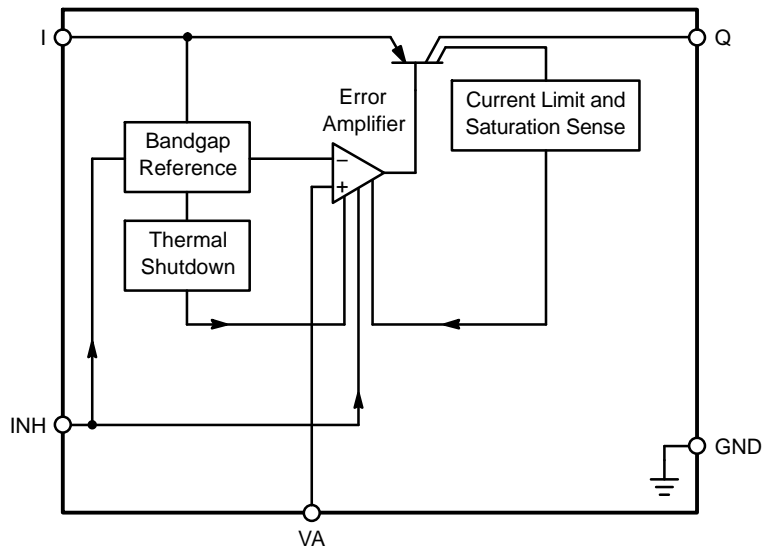 I
Q
Error
Amplifier
Current Limit and
Saturation Sense
Bandgap
Reference
−
+
Thermal
Shutdown
INH
GND
VA